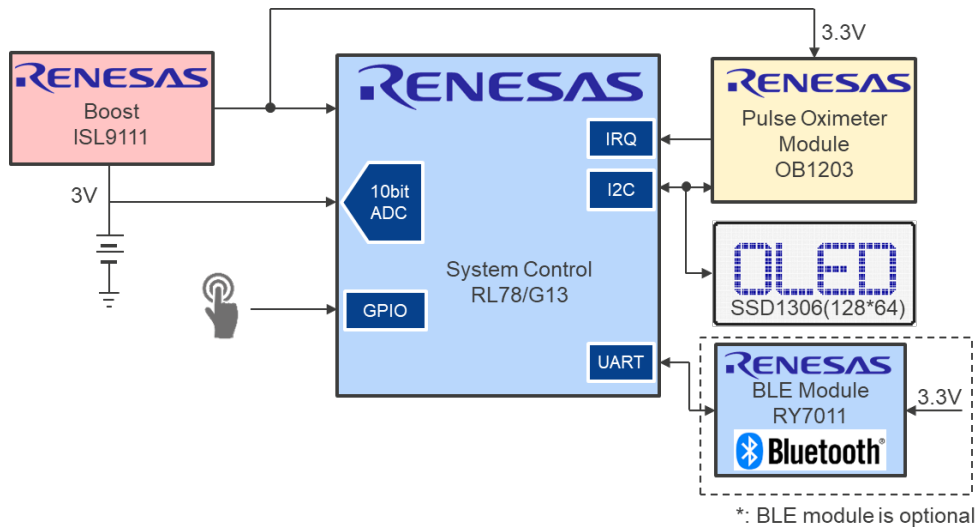 3.3V
RENESAS
Boost
ISL9111
3V
RENESAS
IRQ
I2C
10bit
ADC
System Control
RL78/G13
GPIO
UART
RENESAS
Pulse Oximeter
Module
OB1203
OLED
SSD1306(128*64)
RENESAS
BLE Module
RY7011
Bluetooth®
3.3V
*: BLE module is optional